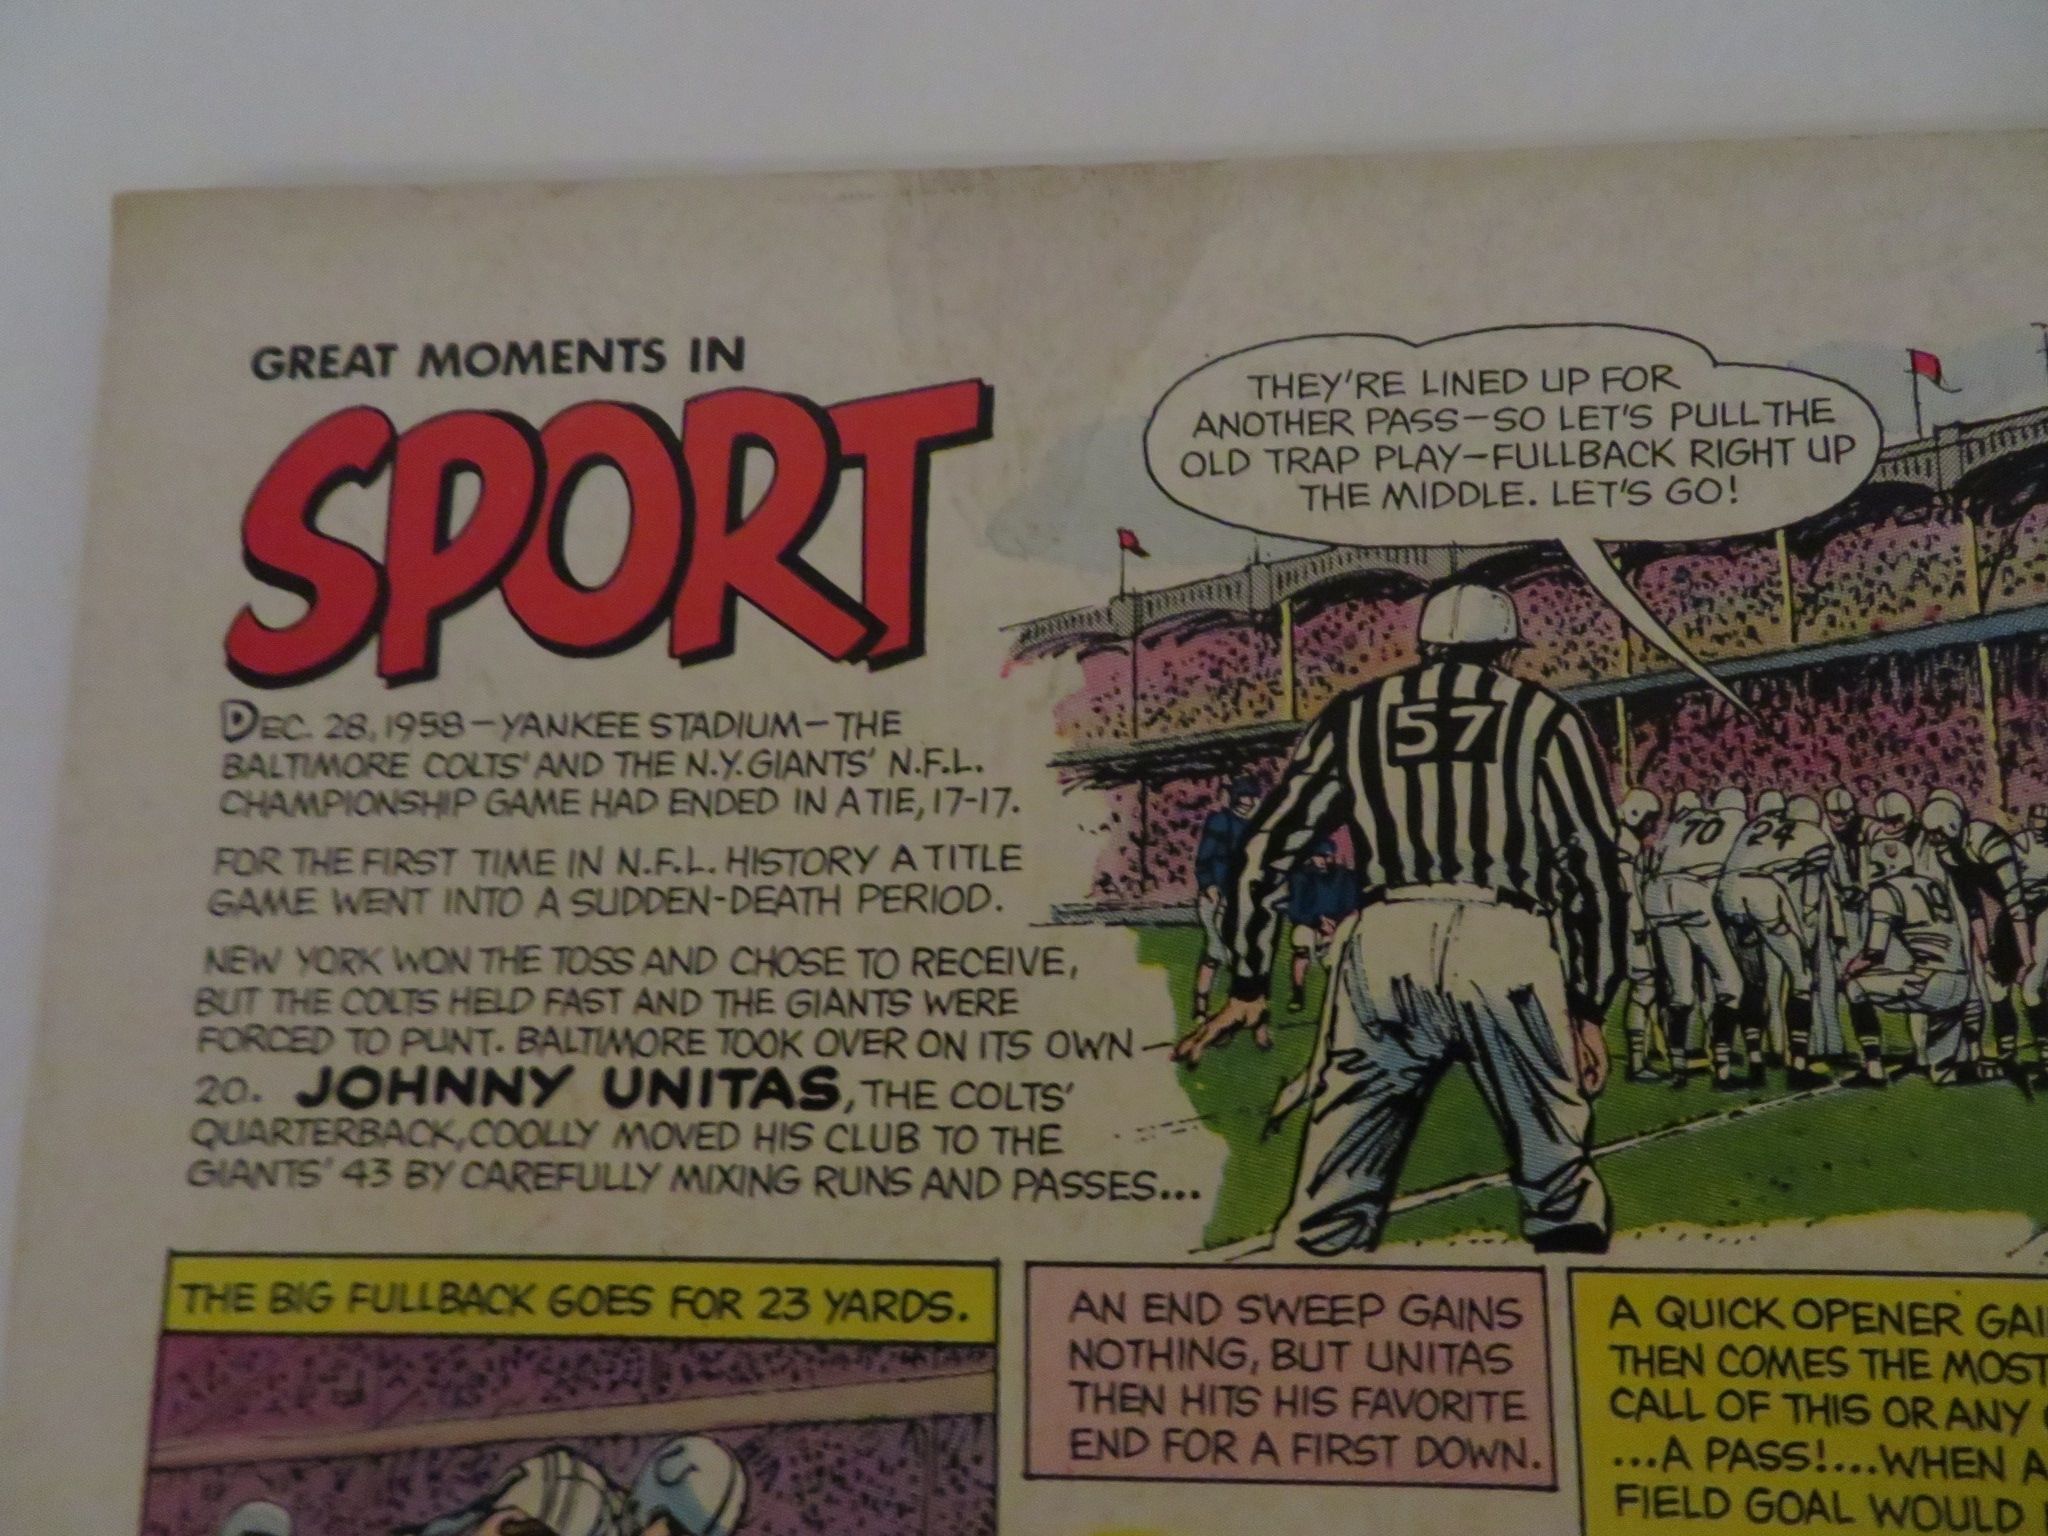 GREAT MOMENTS IN
SPORT
DEC. 28, 1958 – YANKEE STADIUM – THE
BALTIMORE COLTS' AND THE N.Y. GIANTS' N.F.L.
CHAMPIONSHIP GAME HAD ENDED IN A TIE, 17-17.
FOR THE FIRST TIME IN N.F.L. HISTORY A TITLE
GAME WENT INTO A SUDDEN-DEATH PERIOD.
NEW YORK WON THE TOSS AND CHOSE TO RECEIVE,
BUT THE COLTS HELD FAST AND THE GIANTS WERE
FORCED TO PUNT. BALTIMORE TOOK OVER ON ITS OWN –
20. JOHNNY UNITAS, THE COLTS'
QUARTERBACK, COOLLY MOVED HIS CLUB TO THE
GIANTS' 43 BY CAREFULLY MIXING RUNS AND PASSES...
THEY'RE LINED UP FOR
ANOTHER PASS–SO LET'S PULL THE
OLD TRAP PLAY–FULLBACK RIGHT UP
THE MIDDLE. LET'S GO!
57
70
24
19
THE BIG FULLBACK GOES FOR 23 YARDS.
AN END SWEEP GAINS
NOTHING, BUT UNITAS
THEN HITS HIS FAVORITE
END FOR A FIRST DOWN.
A QUICK OPENER GAI
THEN COMES THE MOST
CALL OF THIS OR ANY
...A PASS!...WHEN A
FIELD GOAL WOULD